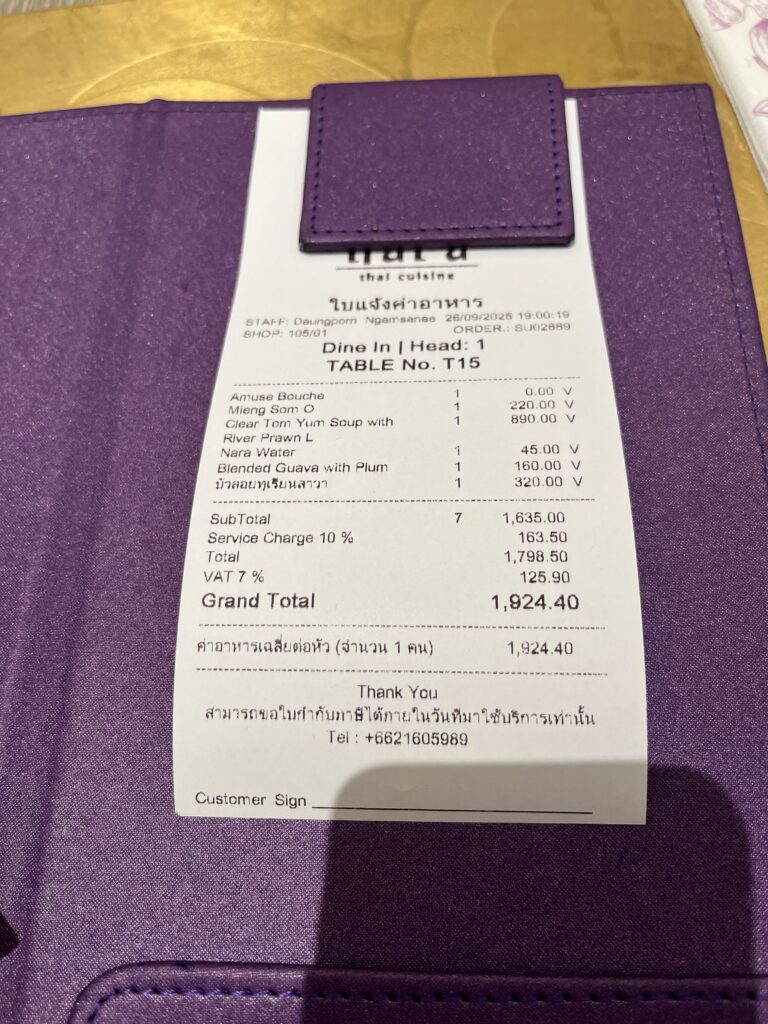 nara
thai cuisine
ใบแจ้งค่าอาหาร
STAFF: Daungporn Ngamsanee 26/09/2025 19:00:19
SHOP: 105/01 ORDER.: SU02889
Dine In | Head: 1
TABLE No. T15
Amuse Bouche 1 0.00 V
Mieng Som O 1 220.00 V
Clear Tom Yum Soup with 1 890.00 V
River Prawn L
Nara Water 1 45.00 V
Blended Guava with Plum 1 160.00 V
บัวลอยทุเรียนลาวา 1 320.00 V
SubTotal 7 1,635.00
Service Charge 10 % 163.50
Total 1,798.50
VAT 7 % 125.90
Grand Total 1,924.40
ค่าอาหารเฉลี่ยต่อหัว (จำนวน 1 คน) 1,924.40
Thank You
สามารถขอใบกำกับภาษีได้ภายในวันที่มาใช้บริการเท่านั้น
Tel : +6621605989
Customer Sign